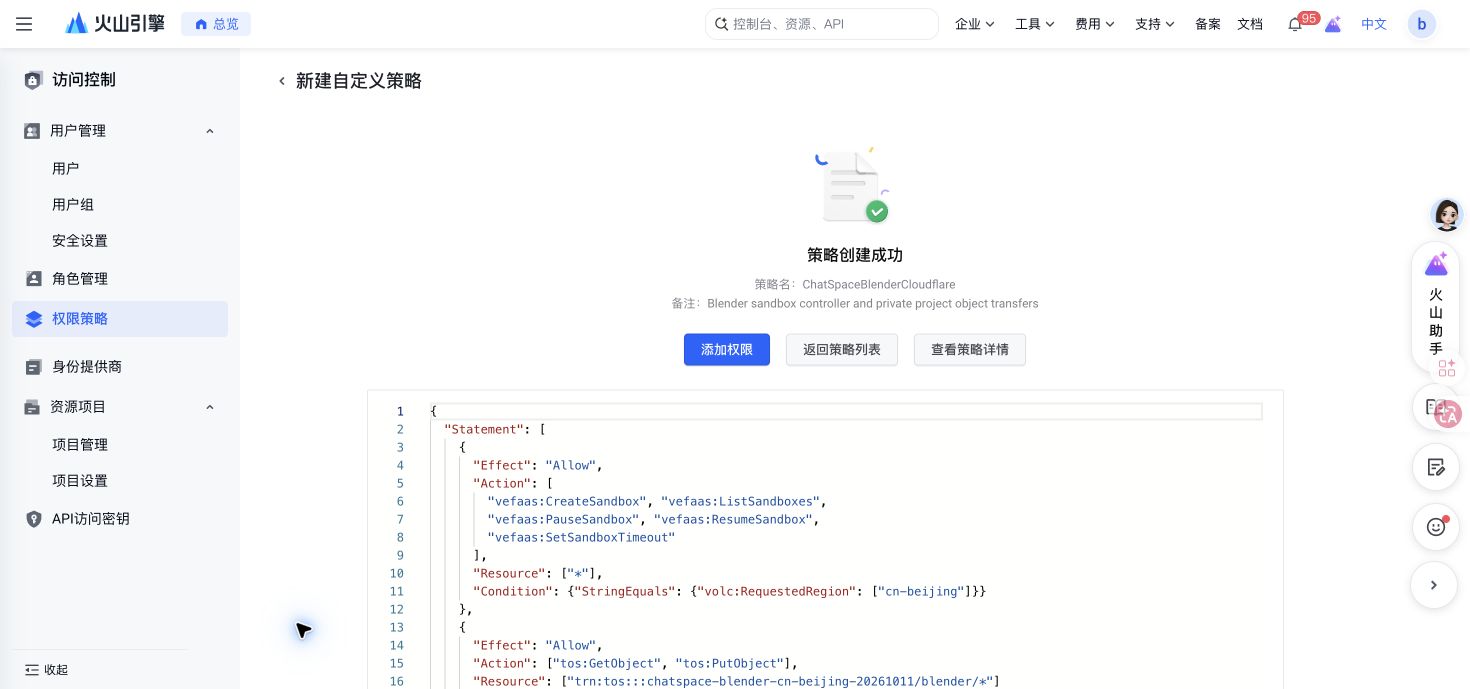 火山引擎 总览 控制台、资源、API 企业 工具 费用 支持 备案 文档 95 中文 b
访问控制
用户管理
用户
用户组
安全设置
角色管理
权限策略
身份提供商
资源项目
项目管理
项目设置
API访问密钥
收起
新建自定义策略
策略创建成功
策略名： ChatSpaceBlenderCloudflare
备注： Blender sandbox controller and private project object transfers
添加权限 返回策略列表 查看策略详情
1 {
2 "Statement": [
3 {
4 "Effect": "Allow",
5 "Action": [
6 "vefaas:CreateSandbox", "vefaas:ListSandboxes",
7 "vefaas:PauseSandbox", "vefaas:ResumeSandbox",
8 "vefaas:SetSandboxTimeout"
9 ],
10 "Resource": ["*"],
11 "Condition": {"StringEquals": {"volc:RequestedRegion": ["cn-beijing"]}}
12 },
13 {
14 "Effect": "Allow",
15 "Action": ["tos:GetObject", "tos:PutObject"],
16 "Resource": ["trn:tos:::chatspace-blender-cn-beijing-20261011/blender/*"]
火
山
助
手